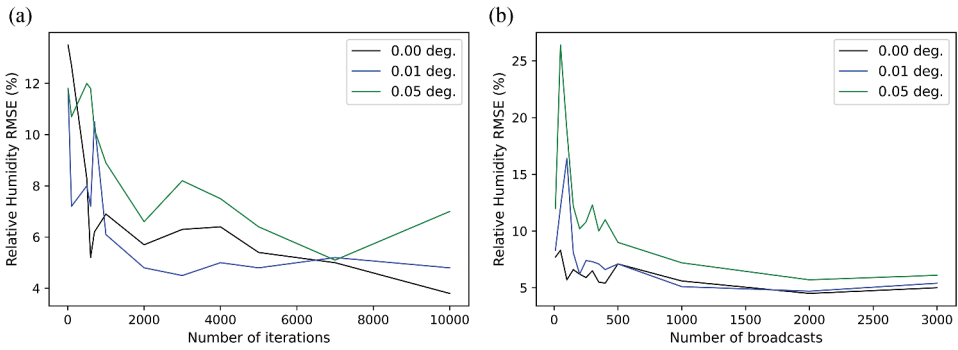 (a)
Relative Humidity RMSE (%)
12
10
8
6
4
0.00 deg.
0.01 deg.
0.05 deg.
0
2000
4000
6000
8000
10000
Number of iterations
(b)
Relative Humidity RMSE (%)
25
20
15
10
5
0.00 deg.
0.01 deg.
0.05 deg.
0
500
1000
1500
2000
2500
3000
Number of broadcasts